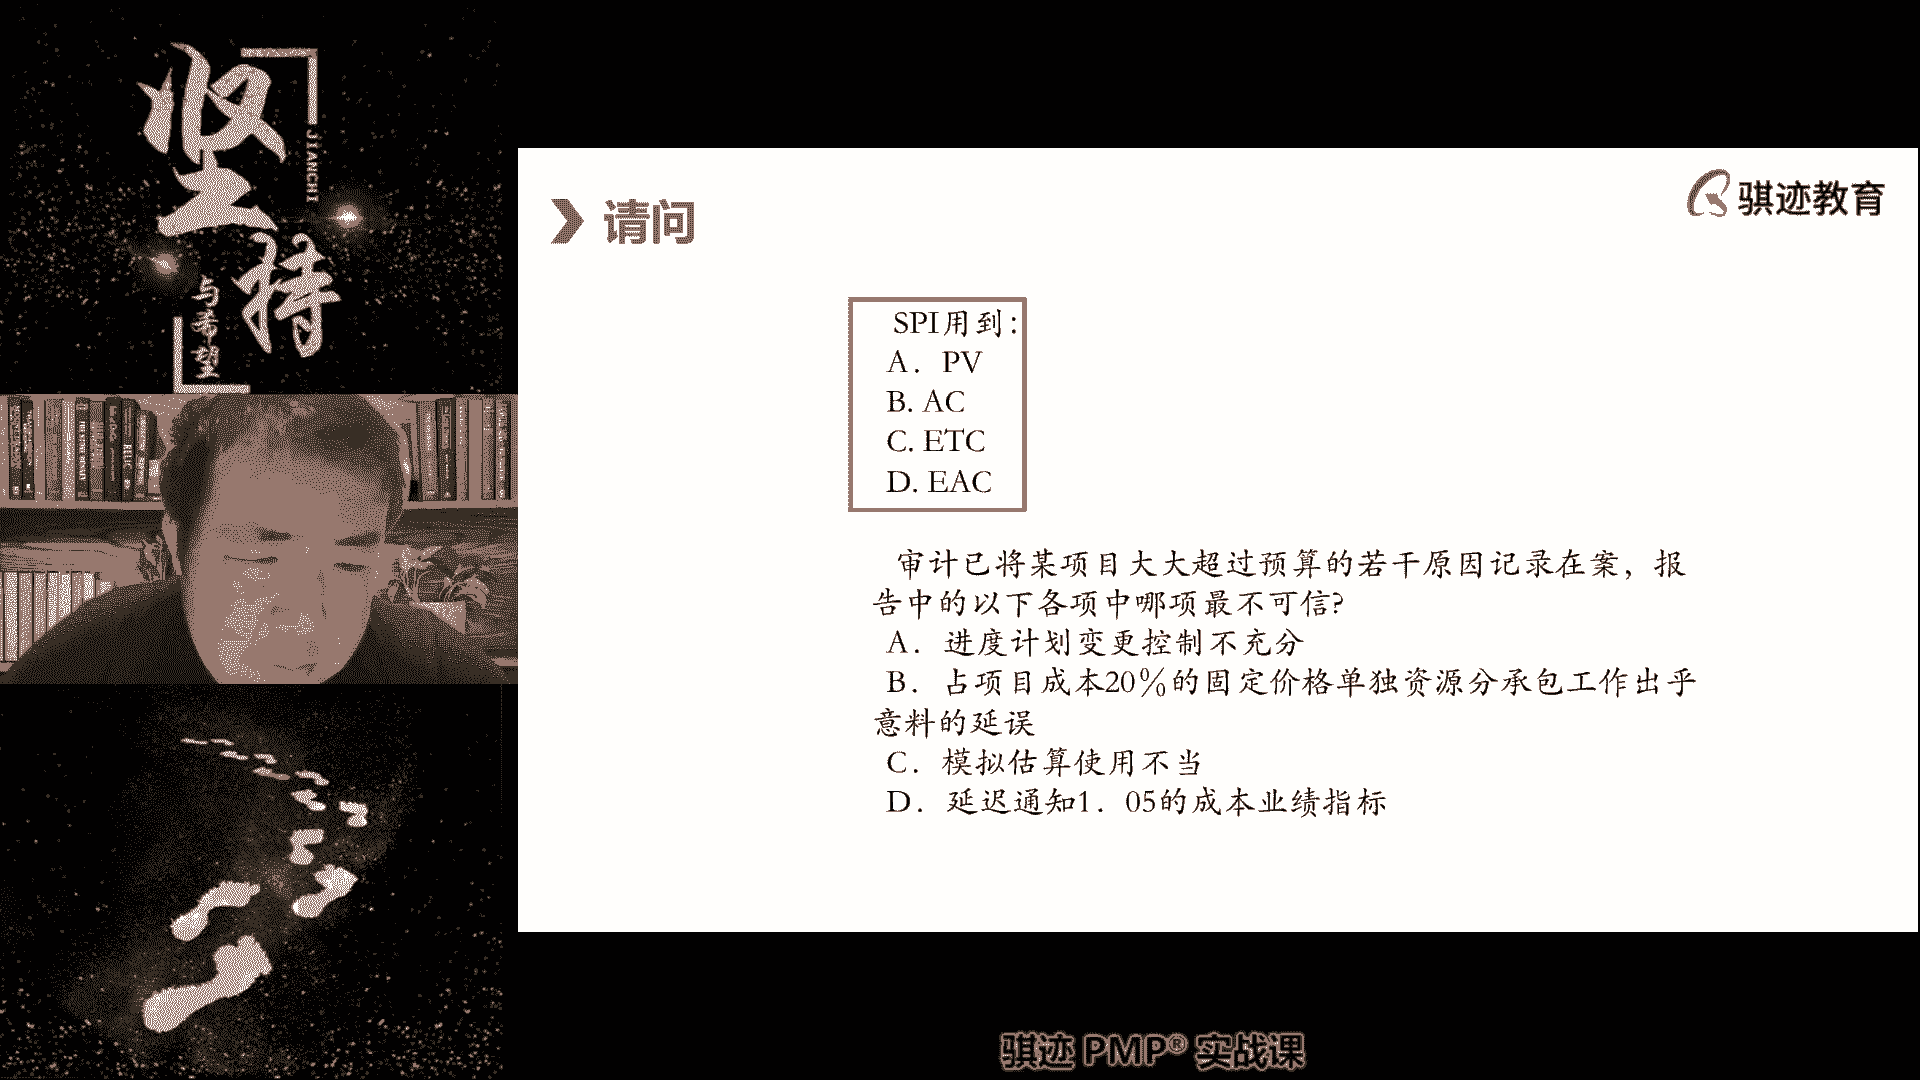 坚持
JIANCHI
与希望
骐迹教育
请问
SPI用到：
A．PV
B. AC
C. ETC
D. EAC
审计已将某项目大大超过预算的若干原因记录在案，报
告中的以下各项中哪项最不可信?
A．进度计划变更控制不充分
B．占项目成本20％的固定价格单独资源分承包工作出乎
意料的延误
C．模拟估算使用不当
D．延迟通知1．05的成本业绩指标
骐迹 PMP® 实战课